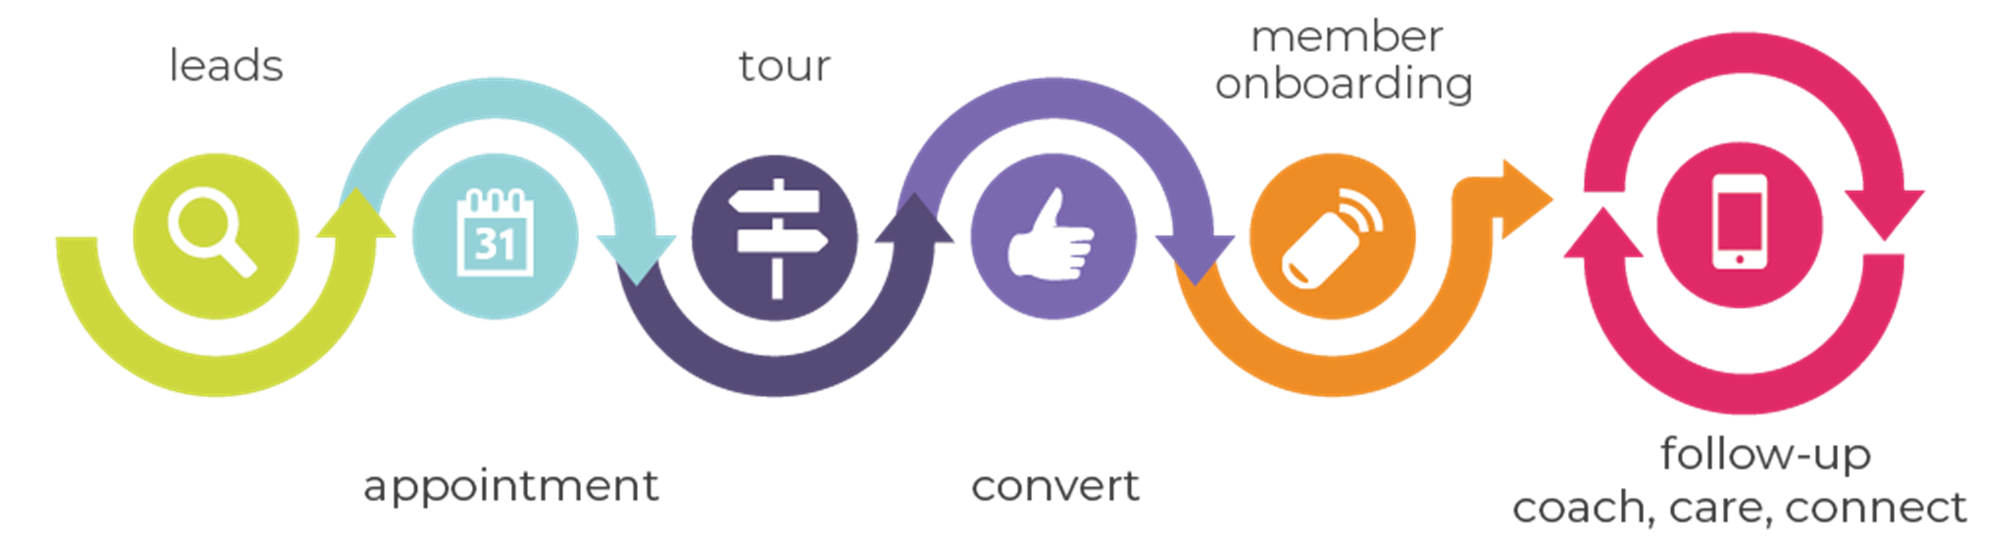 leads
31
appointment
tour
convert
member
onboarding
follow-up
coach, care, connect